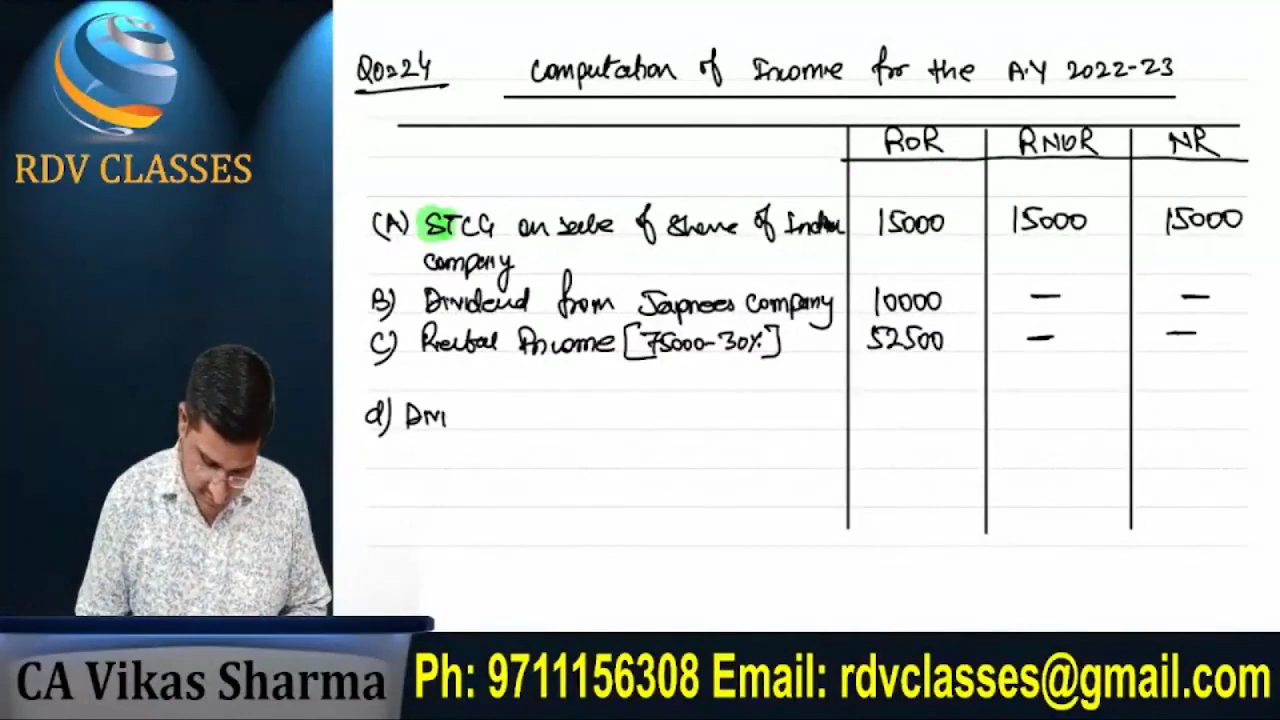 RDV CLASSES
Qo:24 Computation of Income for the A.Y 2022-23
ROR RNOR NR
(A) STCG on sale of share of Indian 15000 15000 15000
company
B) Dividend from Japnees company 10000 — —
C) Rental Income [75000-30%] 52500 — —
d) Divi
CA Vikas Sharma
Ph: 9711156308 Email: rdvclasses@gmail.com